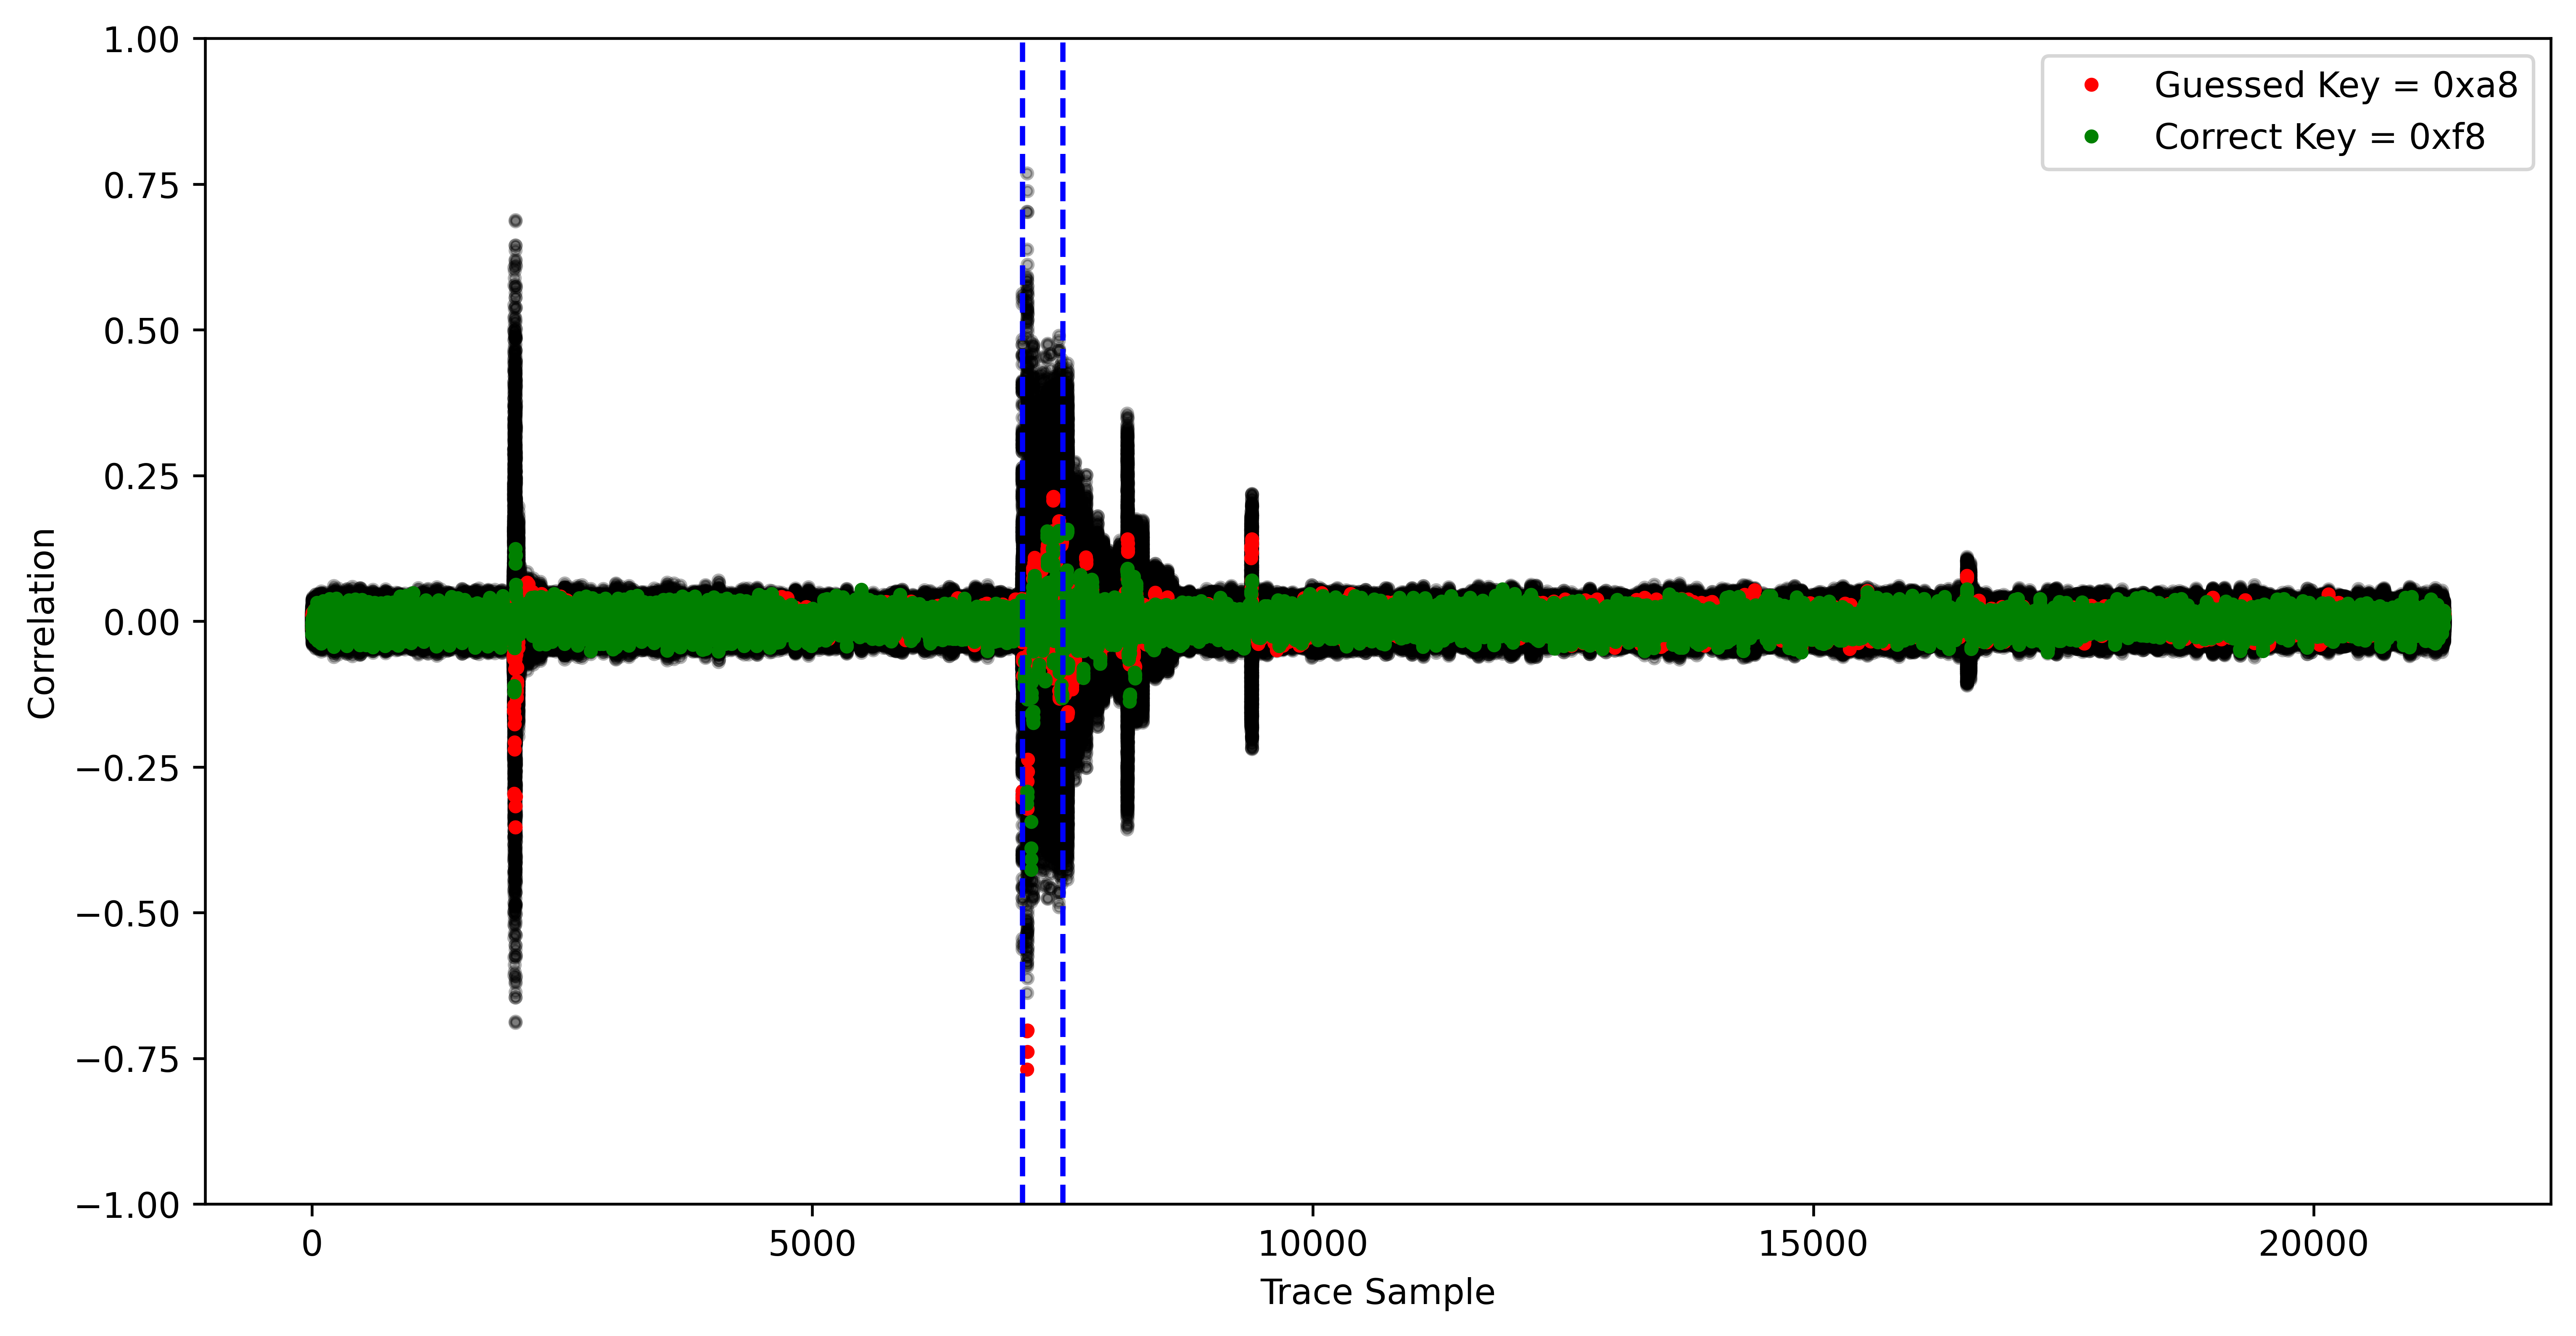 1.00
0.75
0.50
0.25
0.00
−0.25
−0.50
−0.75
−1.00
Correlation
0 5000 10000 15000 20000
Trace Sample
Guessed Key = 0xa8
Correct Key = 0xf8